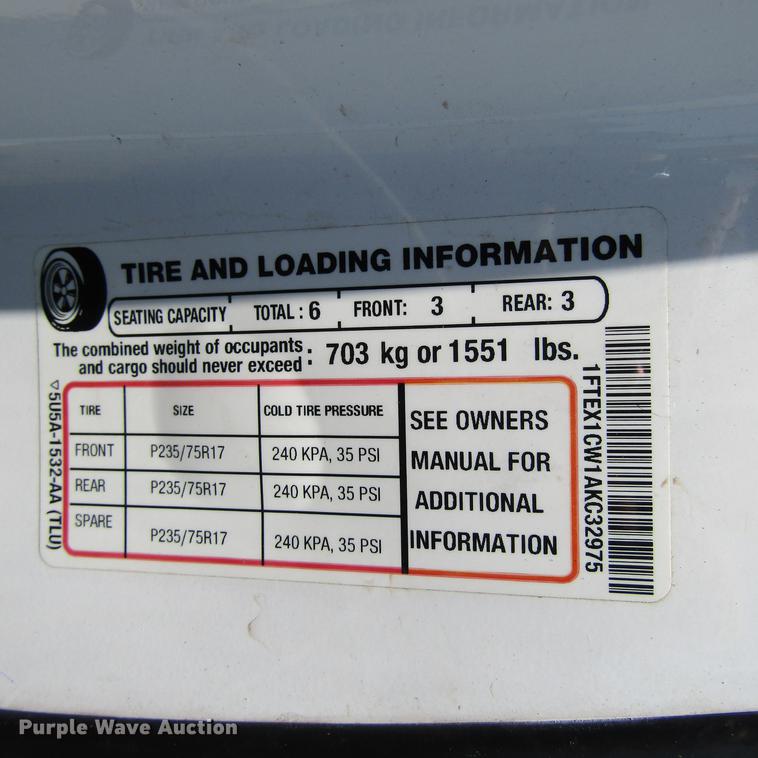 TIRE AND LOADING INFORMATION
SEATING CAPACITY TOTAL : 6 FRONT: 3 REAR: 3
The combined weight of occupants
and cargo should never exceed : 703 kg or 1551 lbs.
TIRE SIZE COLD TIRE PRESSURE
FRONT P235/75R17 240 KPA, 35 PSI
REAR P235/75R17 240 KPA, 35 PSI
SPARE P235/75R17 240 KPA, 35 PSI
SEE OWNERS
MANUAL FOR
ADDITIONAL
INFORMATION
5U5A-1532-AA (TLU)
1FTEX1CW1AKC32975
Purple Wave Auction